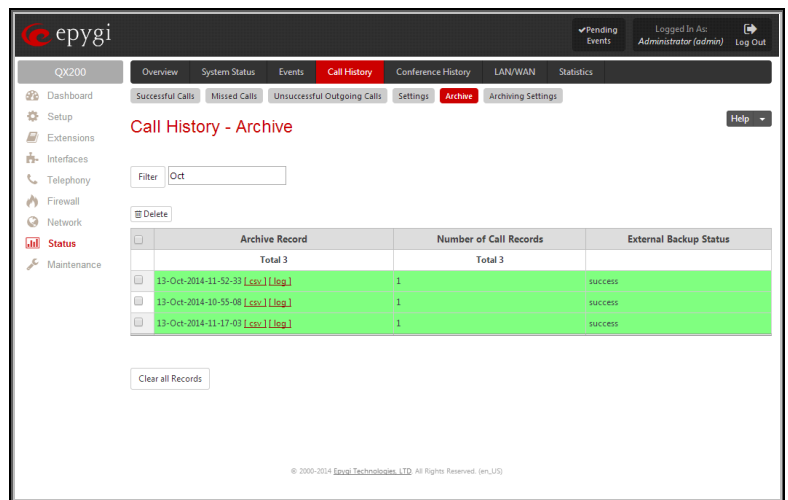 epygi
✔Pending Events
Logged In As:
Administrator (admin)
Log Out
QX200
Overview System Status Events Call History Conference History LAN/WAN Statistics
Dashboard
Setup
Extensions
Interfaces
Telephony
Firewall
Network
Status
Maintenance
Successful Calls Missed Calls Unsuccessful Outgoing Calls Settings Archive Archiving Settings
Call History - Archive
Help
Filter Oct
Delete
Archive Record Number of Call Records External Backup Status
Total 3 Total 3
13-Oct-2014-11-52-33 [ csv ] [ log ] 1 success
13-Oct-2014-10-55-08 [ csv ] [ log ] 1 success
13-Oct-2014-11-17-03 [ csv ] [ log ] 1 success
Clear all Records
© 2000-2014 Epygi Technologies, LTD. All Rights Reserved. (en_US)